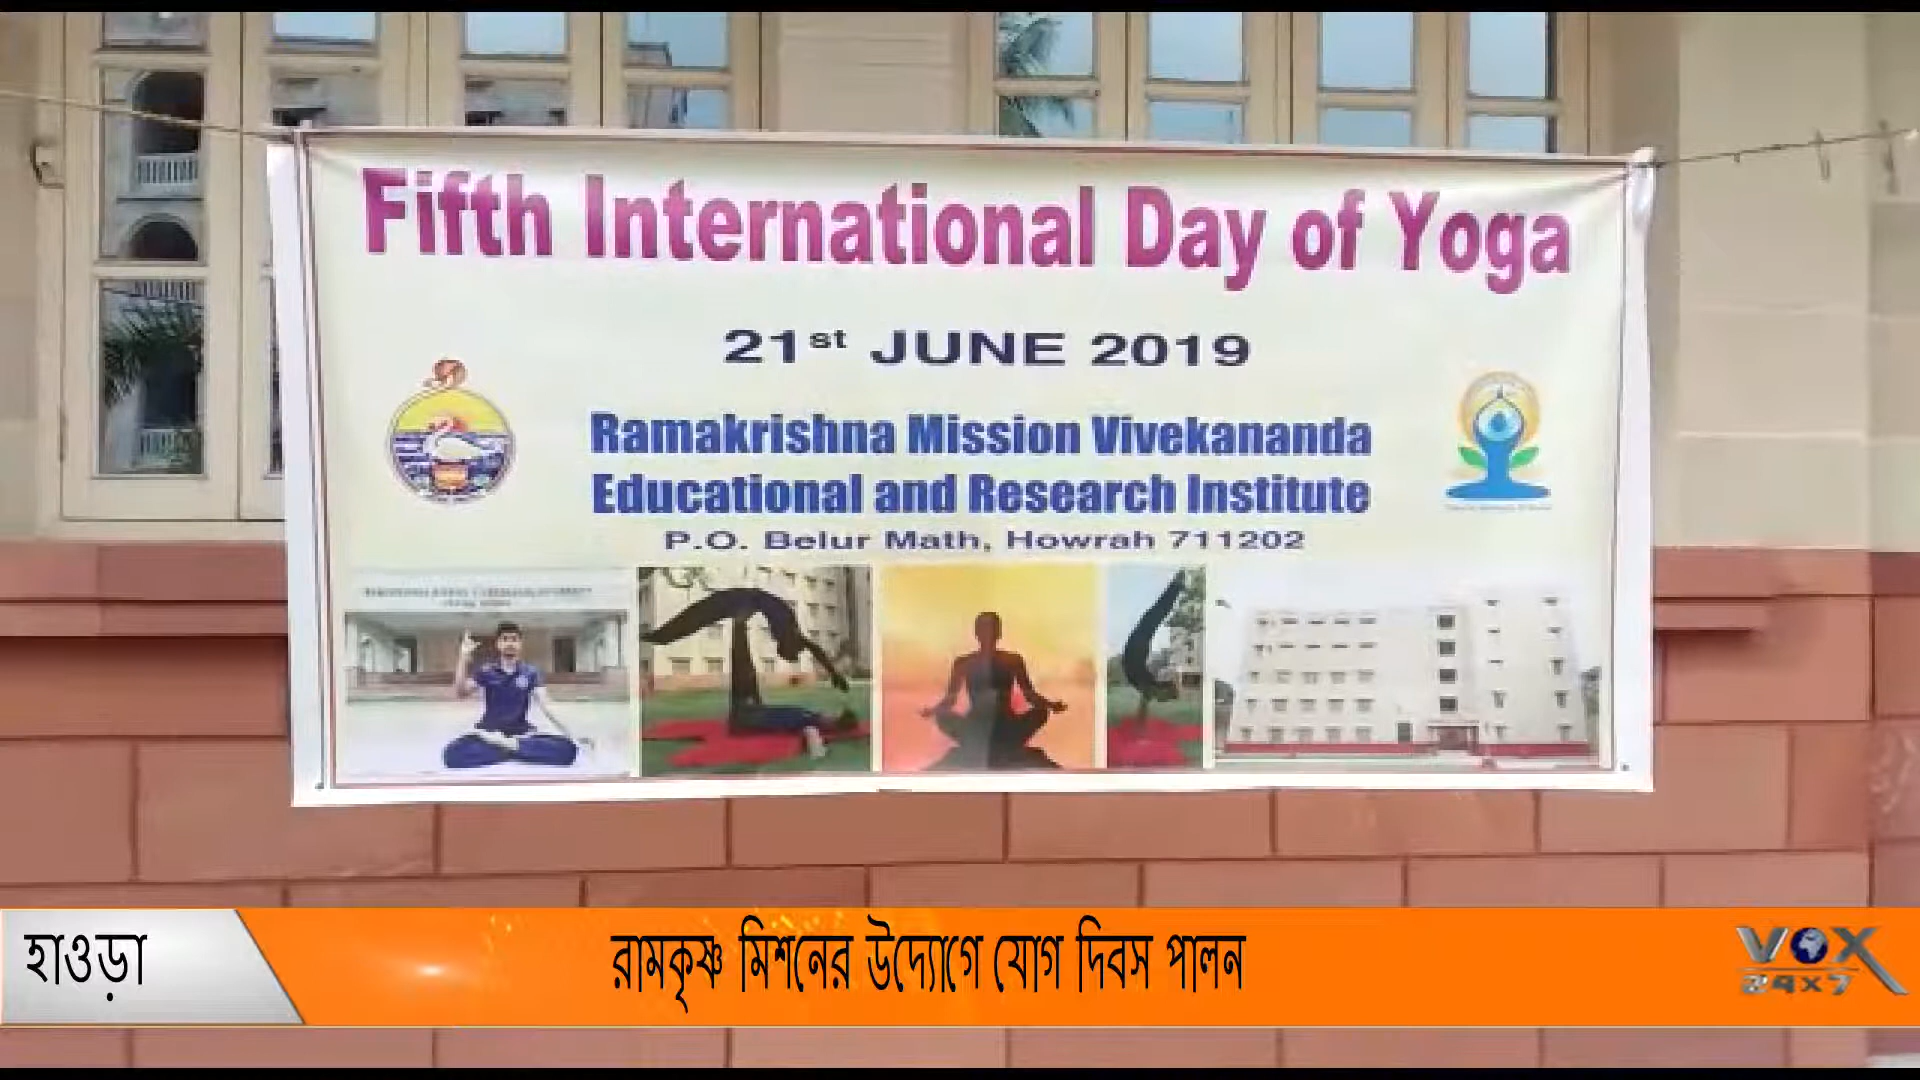 Fifth International Day of Yoga
21st JUNE 2019
Ramakrishna Mission Vivekananda
Educational and Research Institute
P.O. Belur Math, Howrah 711202
হাওড়া
রামকৃষ্ণ মিশনের উদ্যোগে যোগ দিবস পালন
VOX
24x7